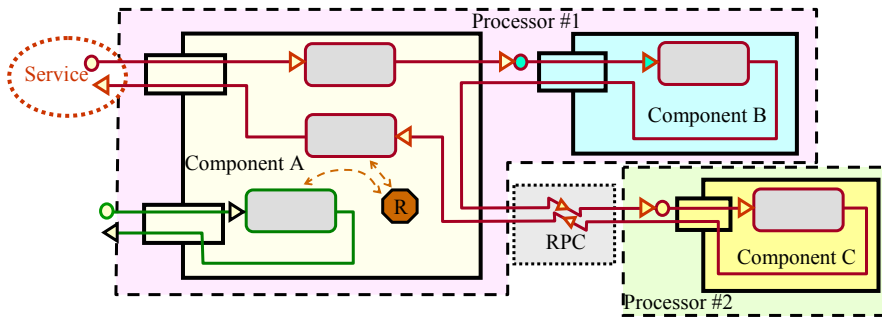 Processor #1
Service
Component B
Component A
R
RPC
Component C
Processor #2